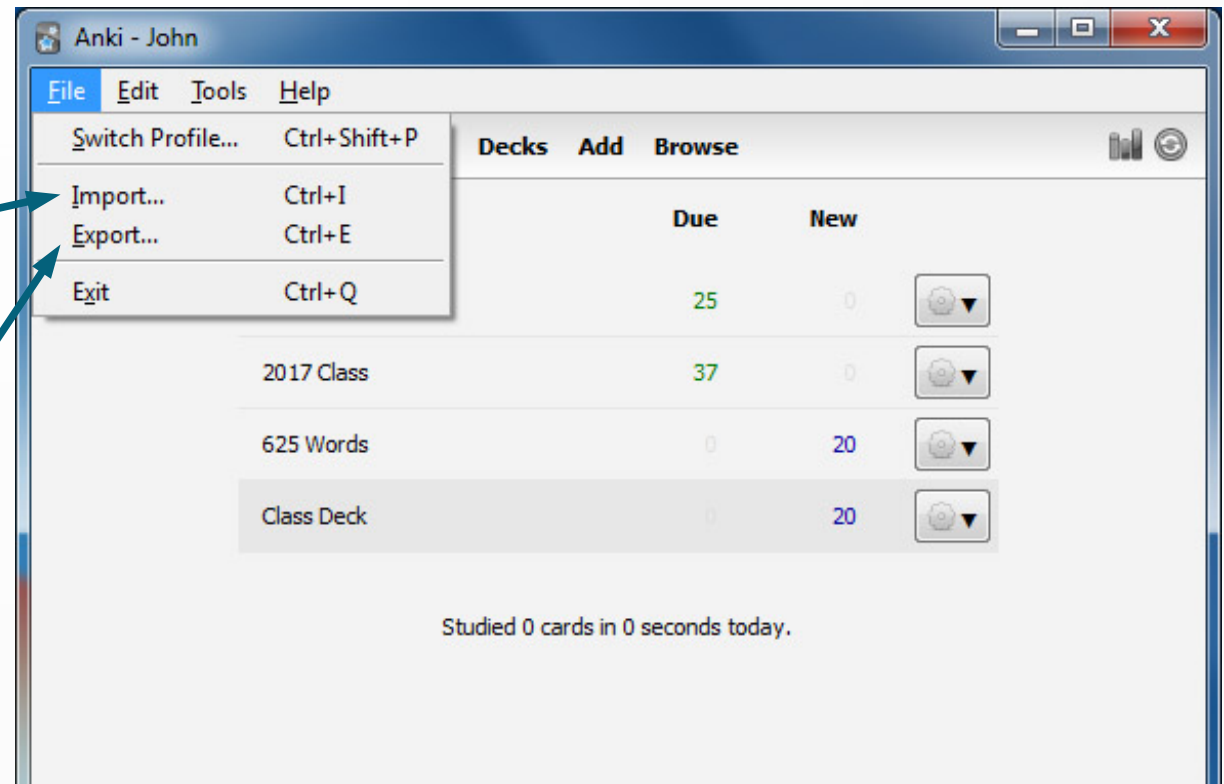 Anki - John
File Edit Tools Help
Switch Profile... Ctrl+Shift+P
Decks Add Browse
Import... Ctrl+I
Due New
Export... Ctrl+E
Exit Ctrl+Q
25 0
2017 Class 37 0
625 Words 0 20
Class Deck 0 20
Studied 0 cards in 0 seconds today.